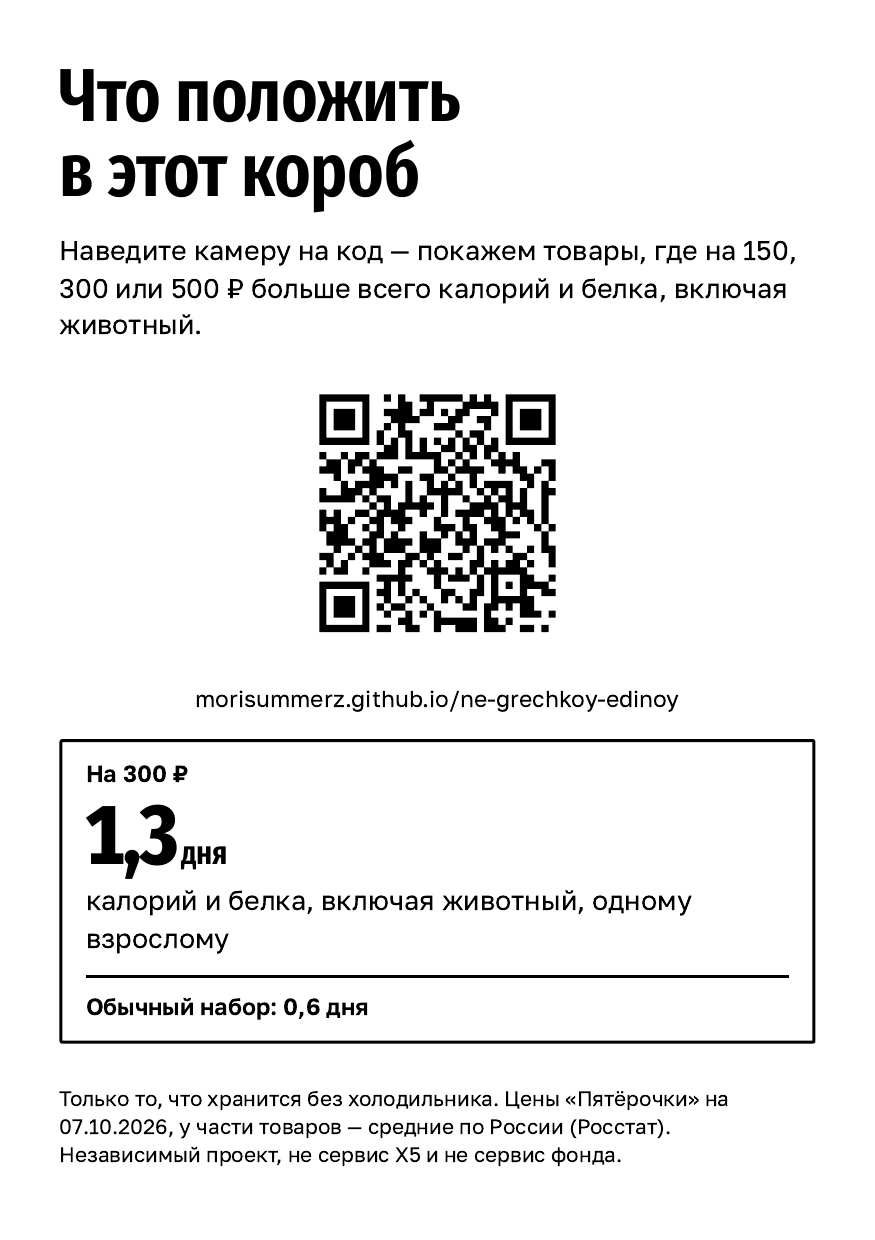 Что положить
в этот короб
Наведите камеру на код — покажем товары, где на 150,
300 или 500 ₽ больше всего калорий и белка, включая
животный.
morisummerz.github.io/ne-grechkoy-edinoy
На 300 ₽
1,3 дня
калорий и белка, включая животный, одному
взрослому
Обычный набор: 0,6 дня
Только то, что хранится без холодильника. Цены «Пятёрочки» на
07.10.2026, у части товаров — средние по России (Росстат).
Независимый проект, не сервис X5 и не сервис фонда.